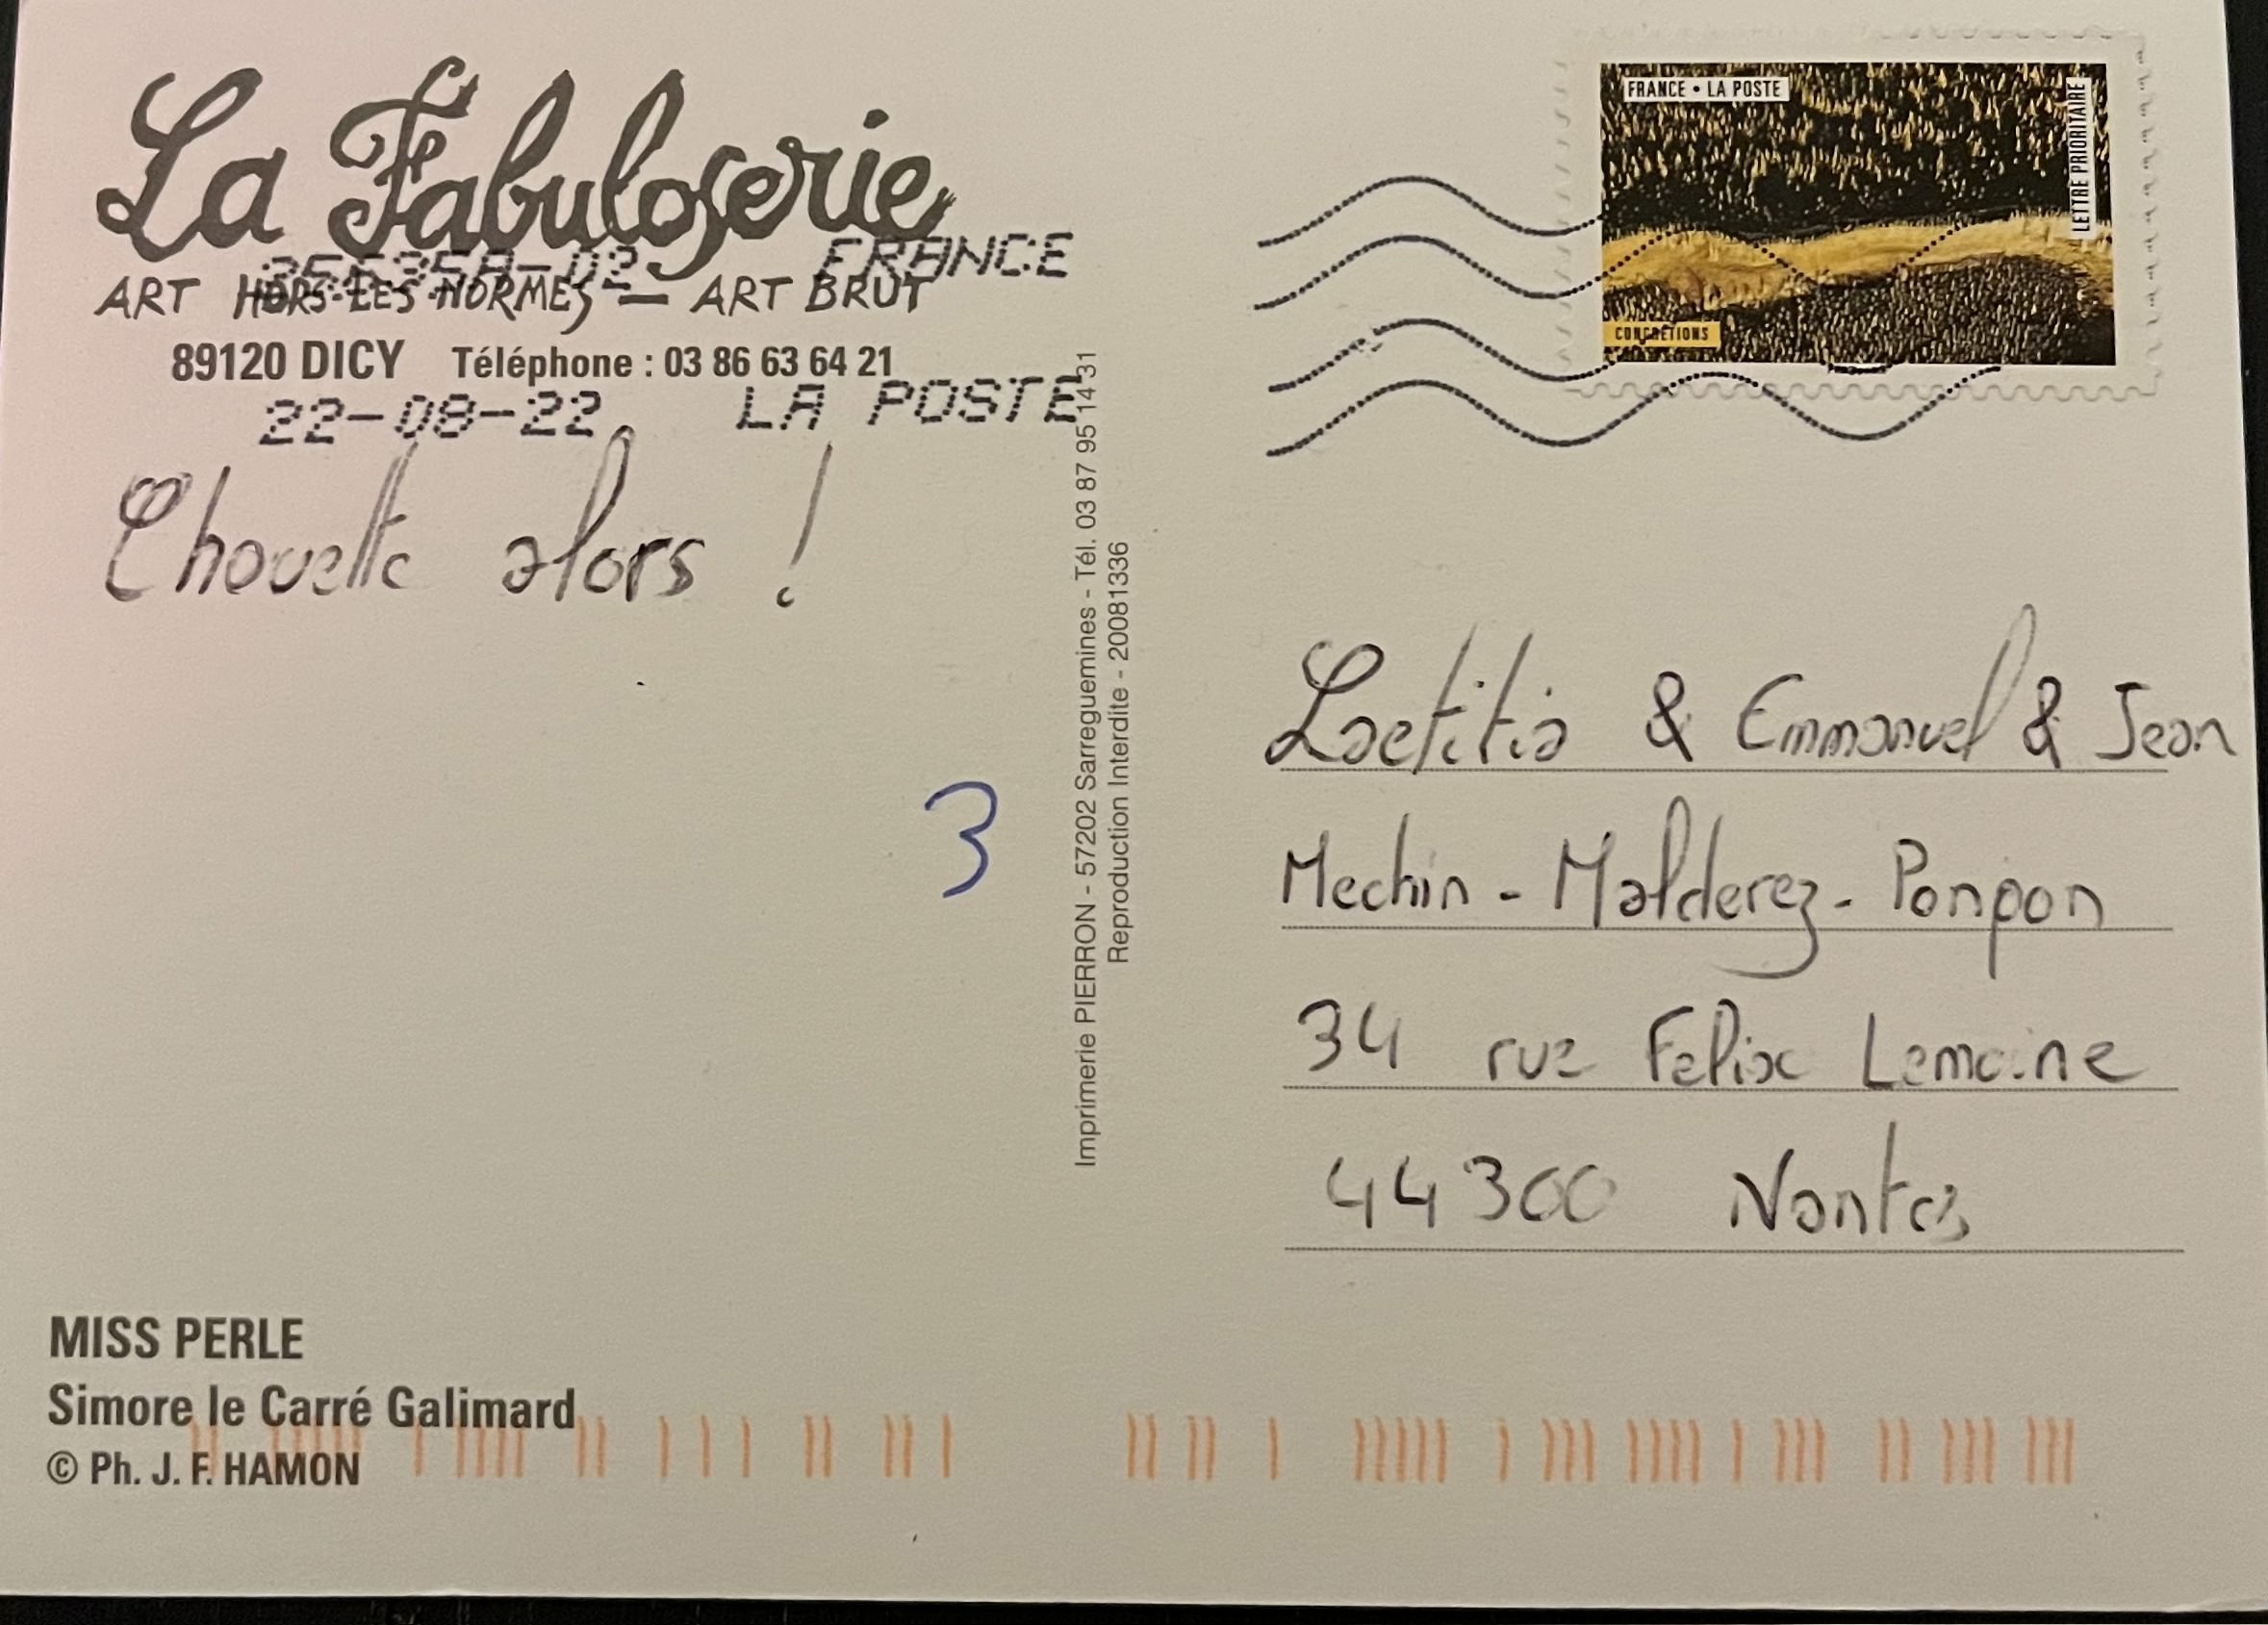 La Fabuloserie
FRANCE
ART HORS-LES-NORMES — ART BRUT
89120 DICY Téléphone : 03 86 63 64 21
22-08-22 LA POSTE
Chouette alors !
3
MISS PERLE
Simore le Carré Galimard
© Ph. J. F. HAMON
Imprimerie PIERRON - 57202 Sarreguemines - Tél. 03 87 95 14 31
Reproduction Interdite - 20081336
FRANCE • LA POSTE
LETTRE PRIORITAIRE
CONCRÉTIONS
Laetitia & Emmanuel & Jean
Mechin - Malderez - Ponpon
34 rue Felix Lemoine
44300 Nantes